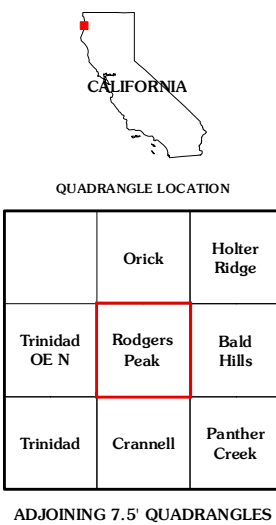 CALIFORNIA
QUADRANGLE LOCATION
Orick
Holter
Ridge
Trinidad
OE N
Rodgers
Peak
Bald
Hills
Trinidad
Crannell
Panther
Creek
ADJOINING 7.5' QUADRANGLES